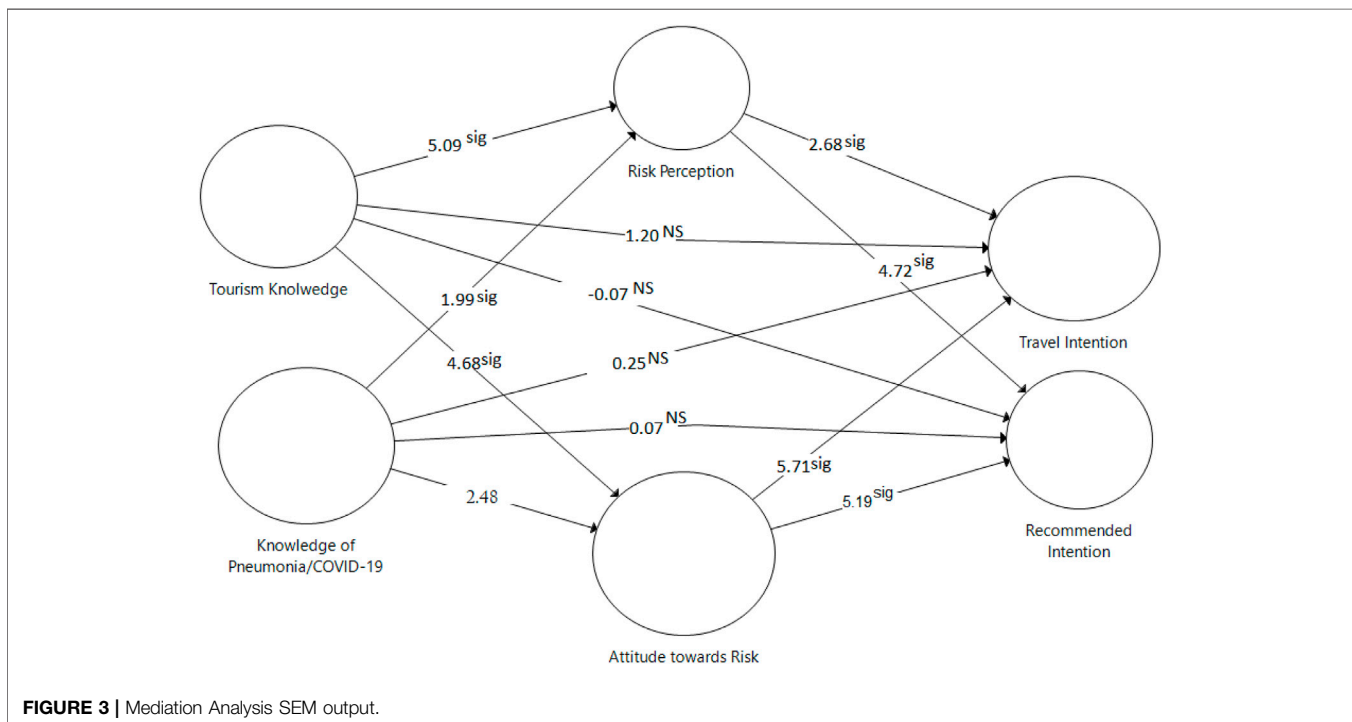 5.09 sig
Risk Perception
2.68 sig
Tourism Knolwedge
1.20 NS
4.72 sig
-0.07 NS
1.99 sig
Travel Intention
4.68 sig
0.25 NS
0.07 NS
5.71 sig
2.48
5.19 sig
Knowledge of
Pneumonia/COVID-19
Recommended
Intention
Attitude towards Risk
FIGURE 3 | Mediation Analysis SEM output.